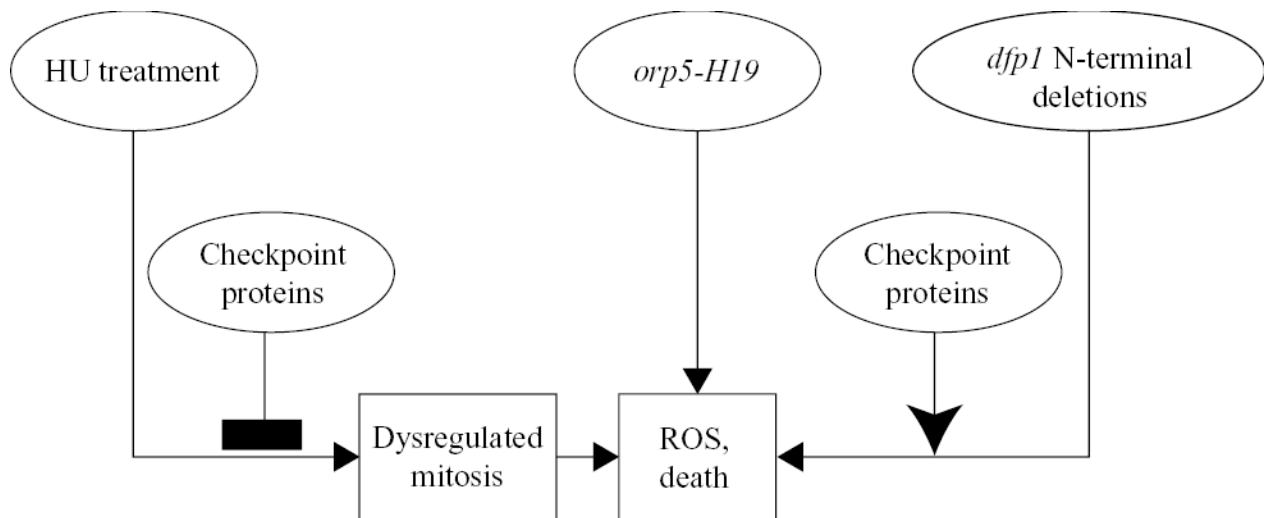 HU treatment
orp5-H19
dfp1 N-terminal
deletions
Checkpoint
proteins
Checkpoint
proteins
Dysregulated
mitosis
ROS,
death